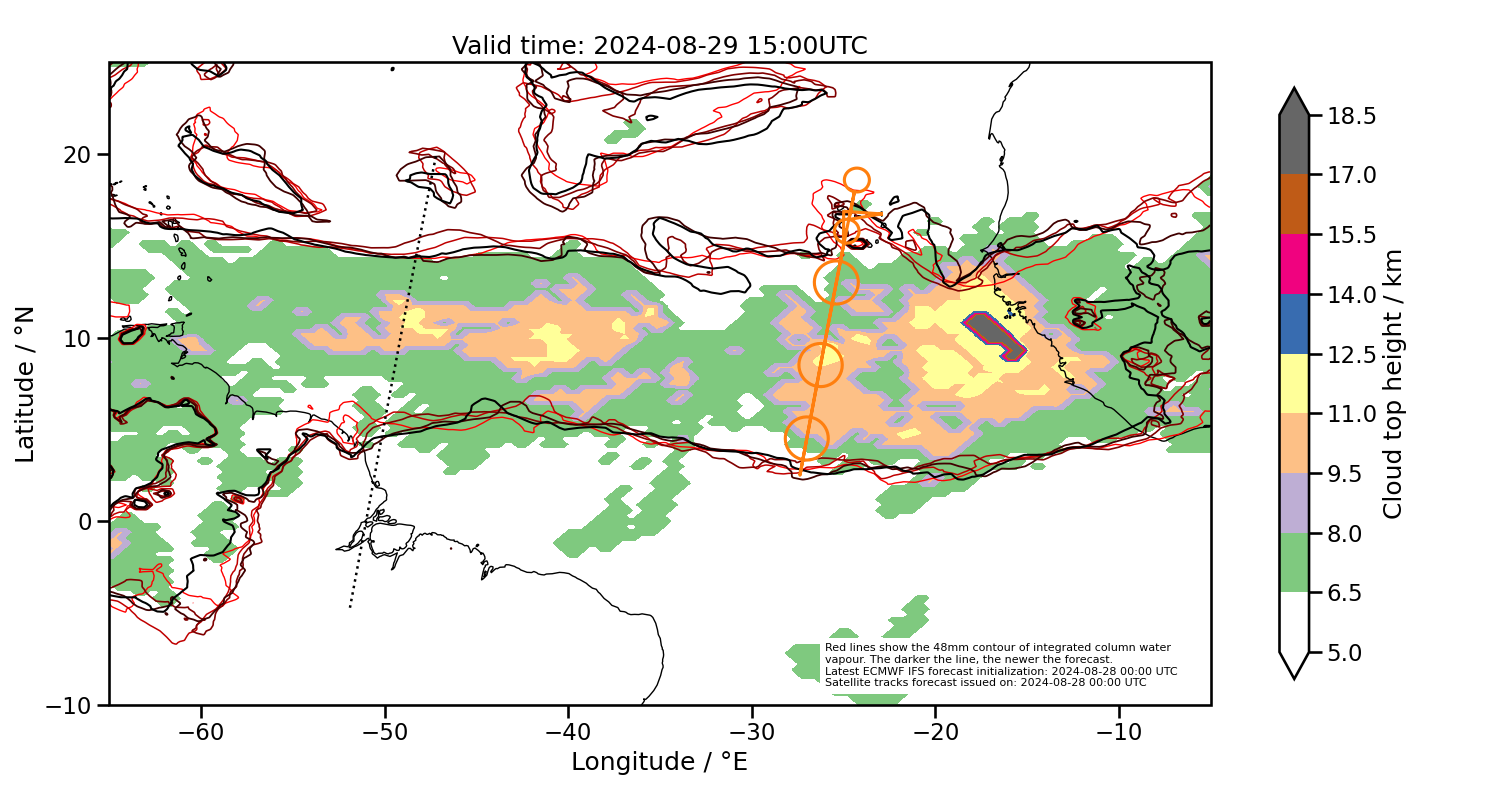 Valid time: 2024-08-29 15:00UTC
20
10
0
−10
Latitude / °N
−60
−50
−40
−30
−20
−10
Longitude / °E
Red lines show the 48mm contour of integrated column water
vapour. The darker the line, the newer the forecast.
Latest ECMWF IFS forecast initialization: 2024-08-28 00:00 UTC
Satellite tracks forecast issued on: 2024-08-28 00:00 UTC
18.5
17.0
15.5
14.0
12.5
11.0
9.5
8.0
6.5
5.0
Cloud top height / km